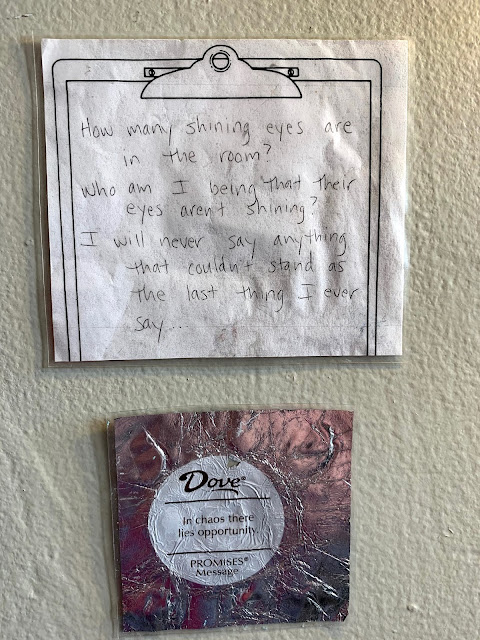 How many shining eyes are
in the room?
Who am I being that their
eyes aren't shining?
I will never say anything
that couldn't stand as
the last thing I ever
say...
Dove®
In chaos there
lies opportunity.
PROMISES®
Message